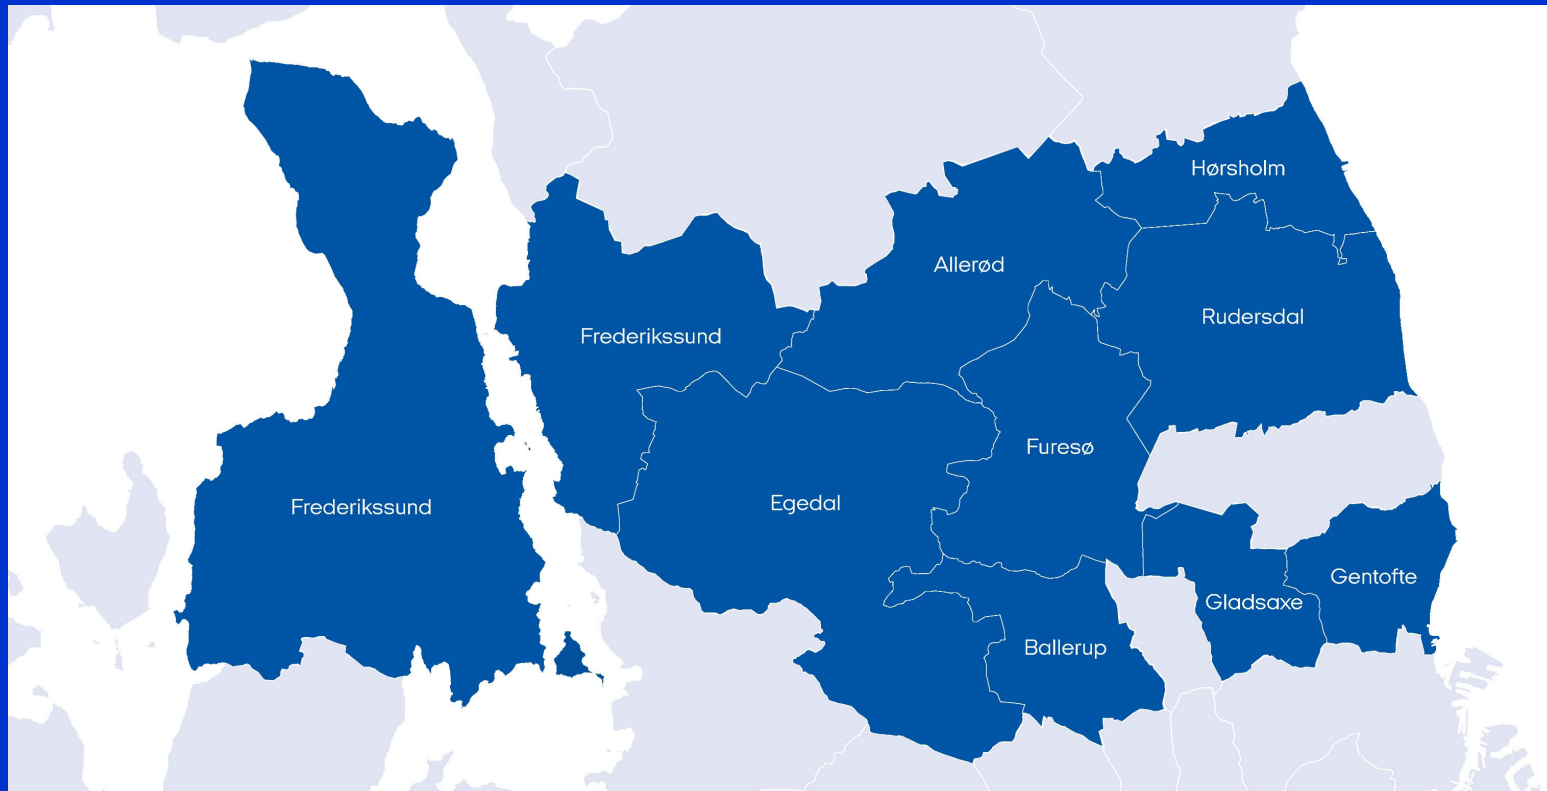 Hørsholm
Allerød
Rudersdal
Frederikssund
Furesø
Egedal
Frederikssund
Gentofte
Gladsaxe
Ballerup